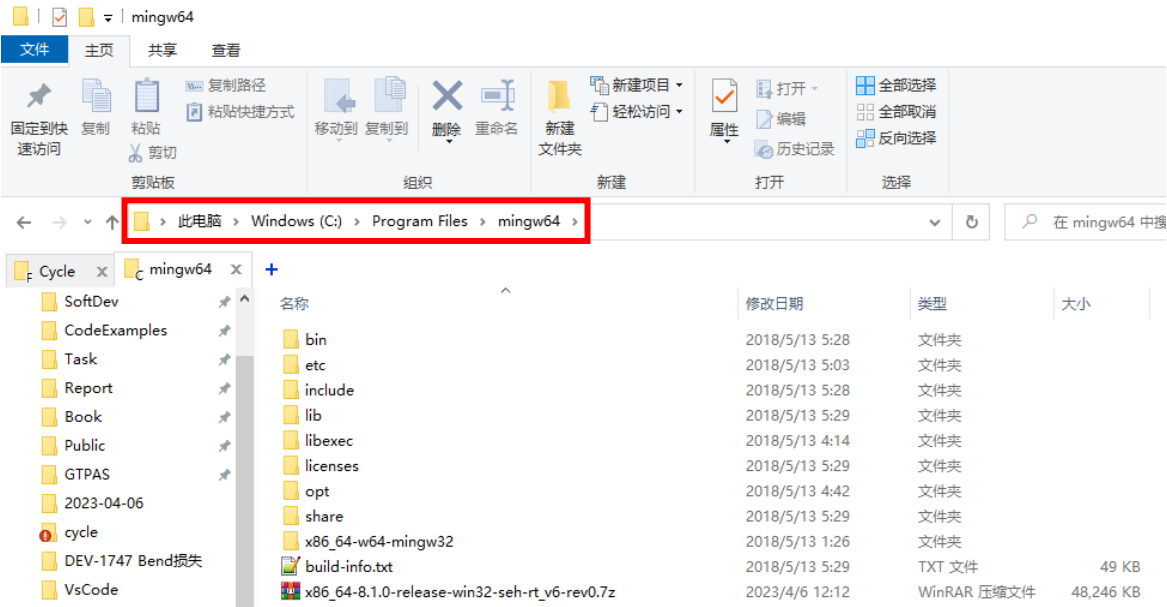 mingw64
文件 主页 共享 查看
固定到快速访问 复制 粘贴 复制路径 粘贴快捷方式 剪切 移动到 复制到 删除 重命名 新建文件夹 新建项目 轻松访问 属性 打开 编辑 历史记录 全部选择 全部取消 反向选择
剪贴板 组织 新建 打开 选择
此电脑 > Windows (C:) > Program Files > mingw64 > 在 mingw64 中搜
F Cycle x C mingw64 x +
名称 修改日期 类型 大小
SoftDev
CodeExamples
Task
Report
Book
Public
GTPAS
2023-04-06
cycle
DEV-1747 Bend损失
VsCode
bin 2018/5/13 5:28 文件夹
etc 2018/5/13 5:03 文件夹
include 2018/5/13 5:28 文件夹
lib 2018/5/13 5:29 文件夹
libexec 2018/5/13 4:14 文件夹
licenses 2018/5/13 5:29 文件夹
opt 2018/5/13 4:42 文件夹
share 2018/5/13 5:29 文件夹
x86_64-w64-mingw32 2018/5/13 1:26 文件夹
build-info.txt 2018/5/13 5:29 TXT 文件 49 KB
x86_64-8.1.0-release-win32-seh-rt_v6-rev0.7z 2023/4/6 12:12 WinRAR 压缩文件 48,246 KB